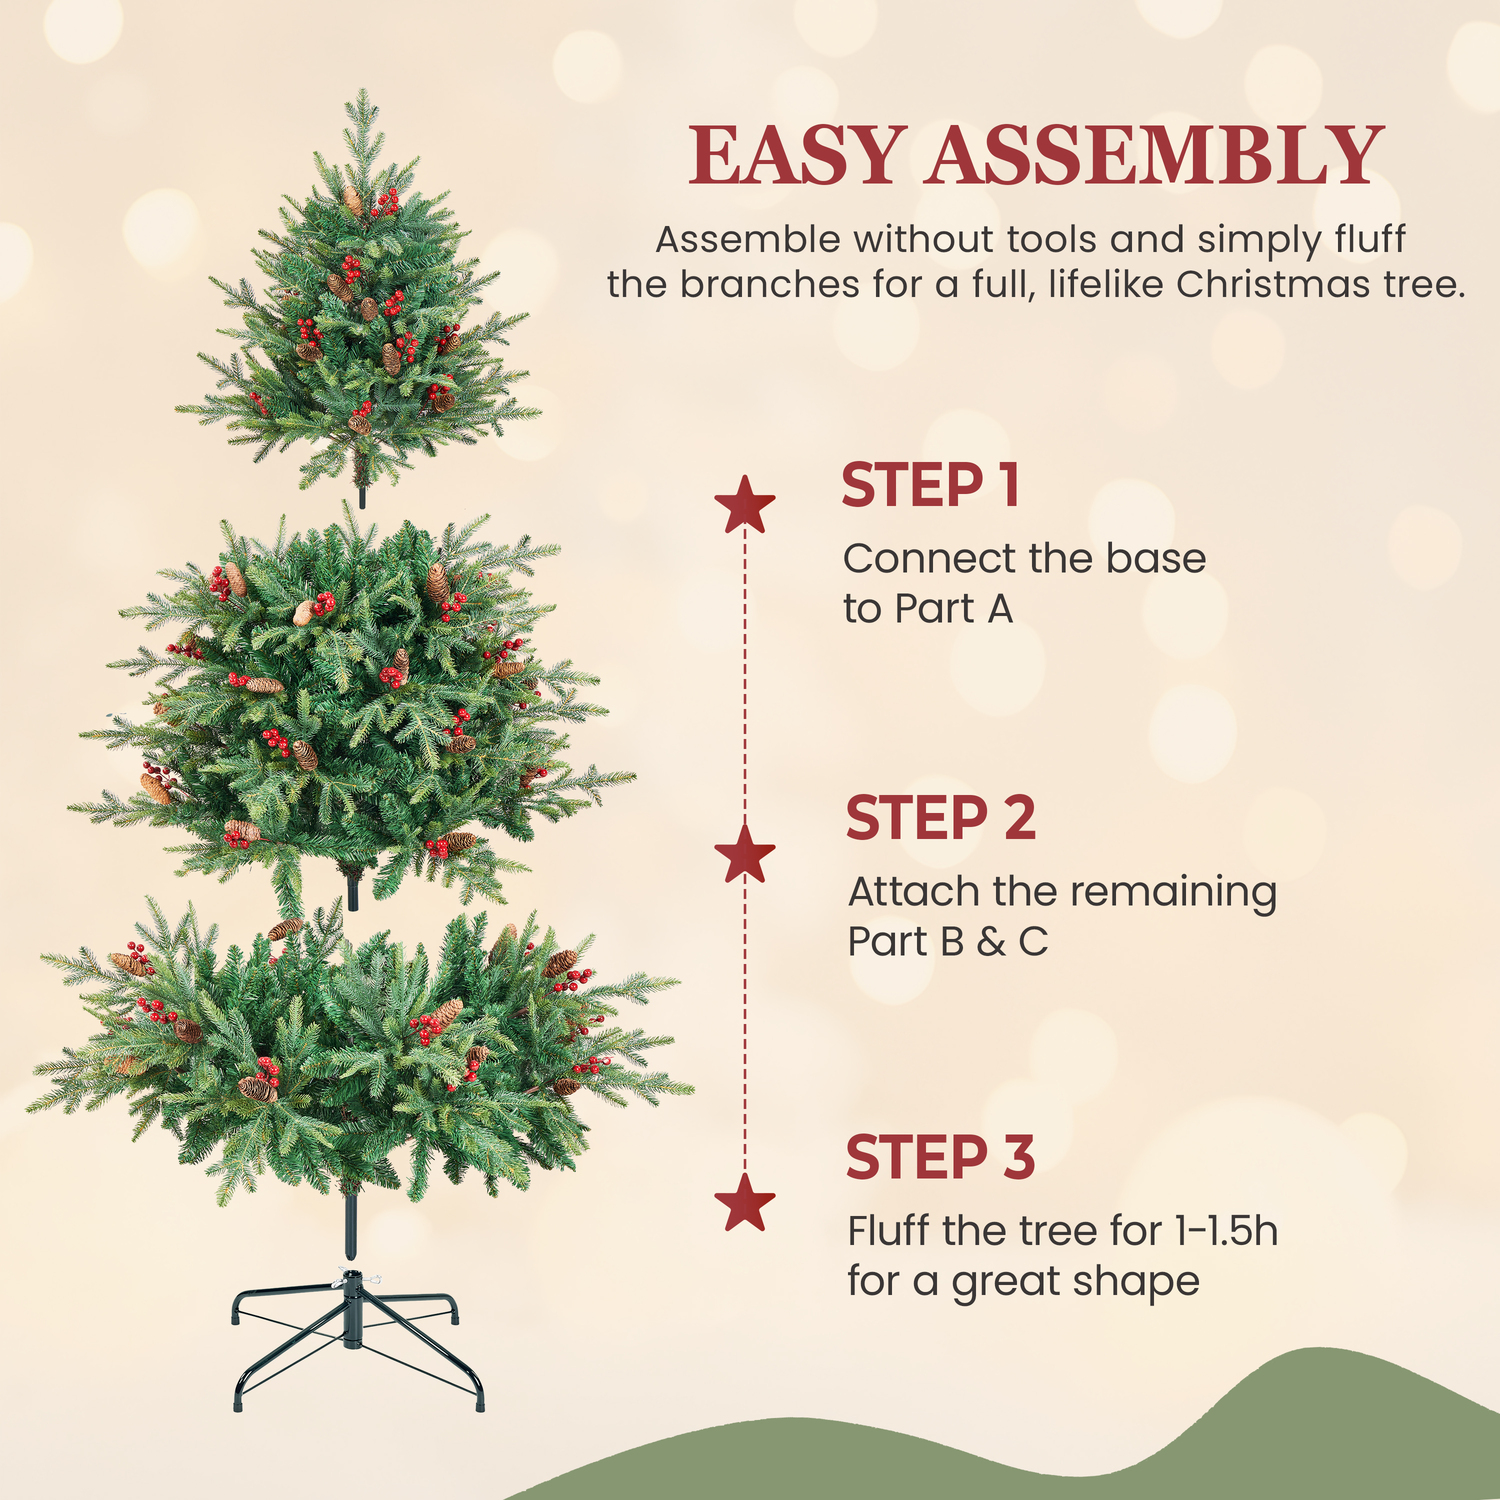 EASY ASSEMBLY
Assemble without tools and simply fluff
the branches for a full, lifelike Christmas tree.
STEP 1
Connect the base
to Part A
STEP 2
Attach the remaining
Part B & C
STEP 3
Fluff the tree for 1-1.5h
for a great shape